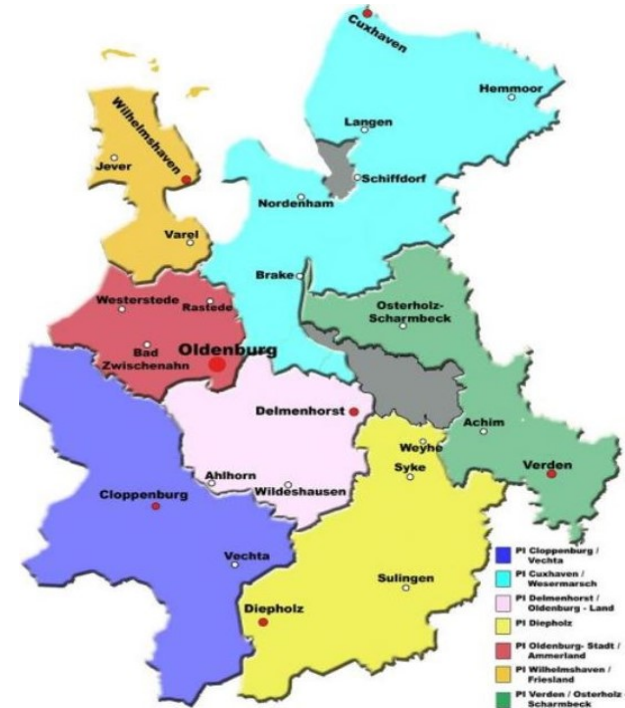 Cuxhaven
Hemmoor
Wilhelmshaven
Langen
Jever
Schiffdorf
Nordenham
Varel
Brake
Westerstede
Rastede
Osterholz-
Scharmbeck
Bad
Zwischenahn
Oldenburg
Delmenhorst
Achim
Weyhe
Syke
Verden
Ahlhorn
Wildeshausen
Cloppenburg
Vechta
Sulingen
Diepholz
PI Cloppenburg /
Vechta
PI Cuxhaven /
Wesermarsch
PI Delmenhorst /
Oldenburg - Land
PI Diepholz
PI Oldenburg- Stadt /
Ammerland
PI Wilhelmshaven /
Friesland
PI Verden / Osterholz
Scharmbeck